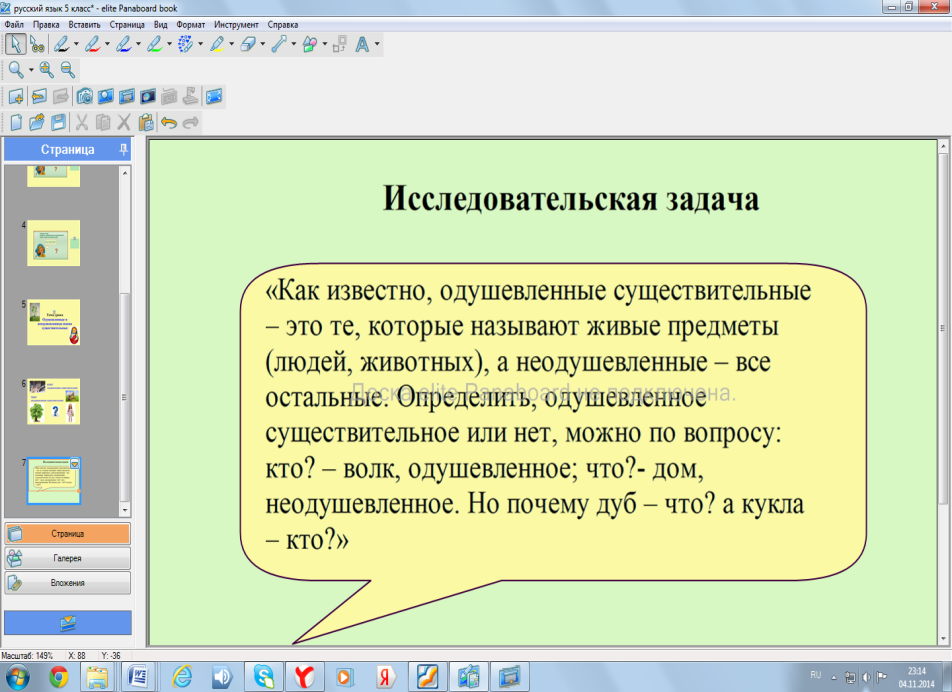 русский язык 5 класс* - elite Panaboard book
Файл Правка Вставить Страница Вид Формат Инструмент Справка
Страница
4
5
6
7
Страница
Галерея
Вложения
Исследовательская задача
«Как известно, одушевленные существительные
– это те, которые называют живые предметы
(людей, животных), а неодушевленные – все
остальные. Определить, одушевленное
существительное или нет, можно по вопросу:
кто? – волк, одушевленное; что?- дом,
неодушевленное. Но почему дуб – что? а кукла
– кто?»
Доска elite Panaboard не подключена.
Масштаб: 149% X: 88 Y: -36
RU
23:14
04.11.2014